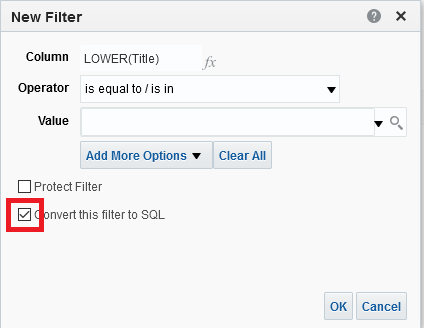 New Filter
Column LOWER(Title) fx
Operator is equal to / is in
Value
Add More Options Clear All
Protect Filter
Convert this filter to SQL
OK Cancel